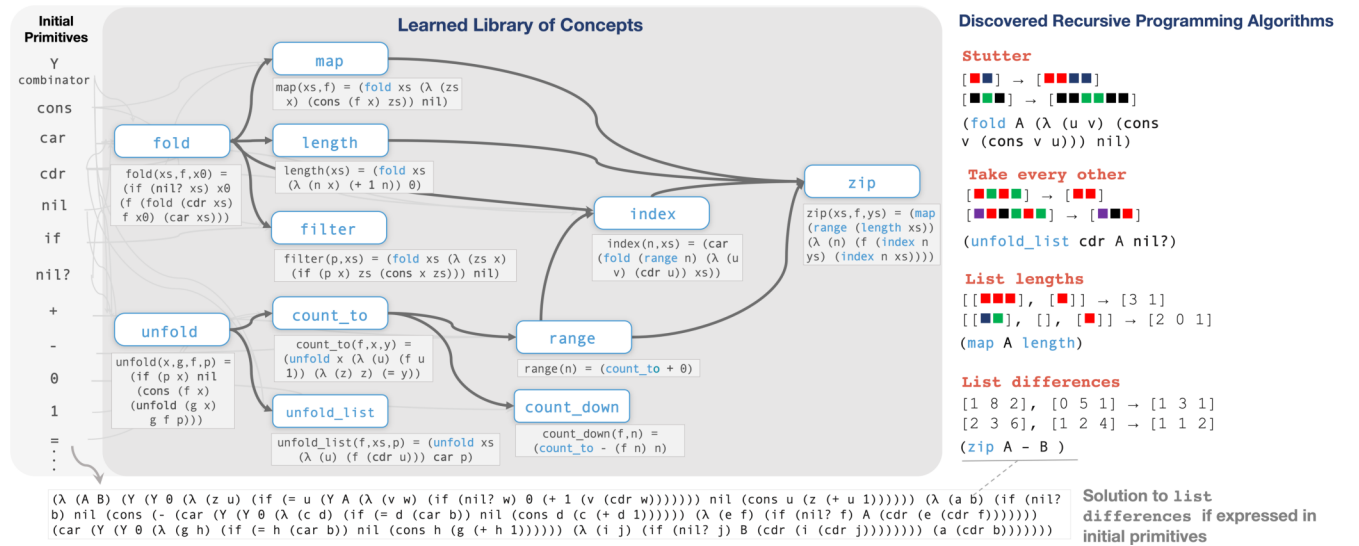 Initial
Primitives
Y
combinator
cons
car
cdr
nil
if
nil?
+
-
0
1
=
⋮
Learned Library of Concepts
map
map(xs,f) = (fold xs (λ (zs
x) (cons (f x) zs)) nil)
fold
fold(xs,f,x0) =
(if (nil? xs) x0
(f (fold (cdr xs)
f x0) (car xs)))
length
length(xs) = (fold xs
(λ (n x) (+ 1 n)) 0)
filter
filter(p,xs) = (fold xs (λ (zs x)
(if (p x) zs (cons x zs))) nil)
index
index(n,xs) = (car
(fold (range n) (λ (u
v) (cdr u)) xs))
zip
zip(xs,f,ys) = (map
(range (length xs))
(λ (n) (f (index n
ys) (index n xs))))
unfold
unfold(x,g,f,p) =
(if (p x) nil
(cons (f x)
(unfold (g x)
g f p)))
count_to
count_to(f,x,y) =
(unfold x (λ (u) (f u
1)) (λ (z) z) (= y))
range
range(n) = (count_to + 0)
unfold_list
unfold_list(f,xs,p) = (unfold xs
(λ (u) (f (cdr u))) car p)
count_down
count_down(f,n) =
(count_to - (f n) n)
Discovered Recursive Programming Algorithms
Stutter
[ ] → [ ]
[ ] → [ ]
(fold A (λ (u v) (cons
v (cons v u))) nil)
Take every other
[ ] → [ ]
[ ] → [ ]
(unfold_list cdr A nil?)
List lengths
[[ ], [ ]] → [3 1]
[[ ], [], [ ]] → [2 0 1]
(map A length)
List differences
[1 8 2], [0 5 1] → [1 3 1]
[2 3 6], [1 2 4] → [1 1 2]
(zip A – B )
(λ (A B) (Y (Y 0 (λ (z u) (if (= u (Y A (λ (v w) (if (nil? w) 0 (+ 1 (v (cdr w))))))) nil (cons u (z (+ u 1)))))) (λ (a b) (if (nil?
b) nil (cons (- (car (Y (Y 0 (λ (c d) (if (= d (car b)) nil (cons d (c (+ d 1)))))) (λ (e f) (if (nil? f) A (cdr (e (cdr f)))))))
(car (Y (Y 0 (λ (g h) (if (= h (car b)) nil (cons h (g (+ h 1)))))) (λ (i j) (if (nil? j) B (cdr (i (cdr j)))))))) (a (cdr b)))))))
Solution to list
differences if expressed in
initial primitives